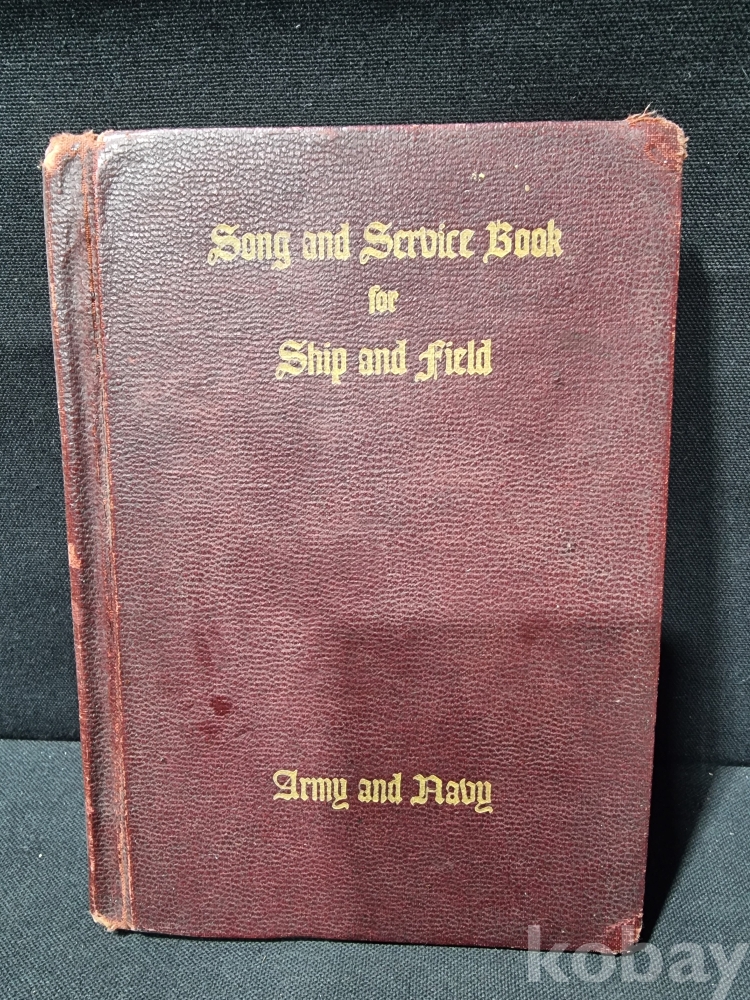 Song and Service Book
for
Ship and Field
Army and Navy
kobay